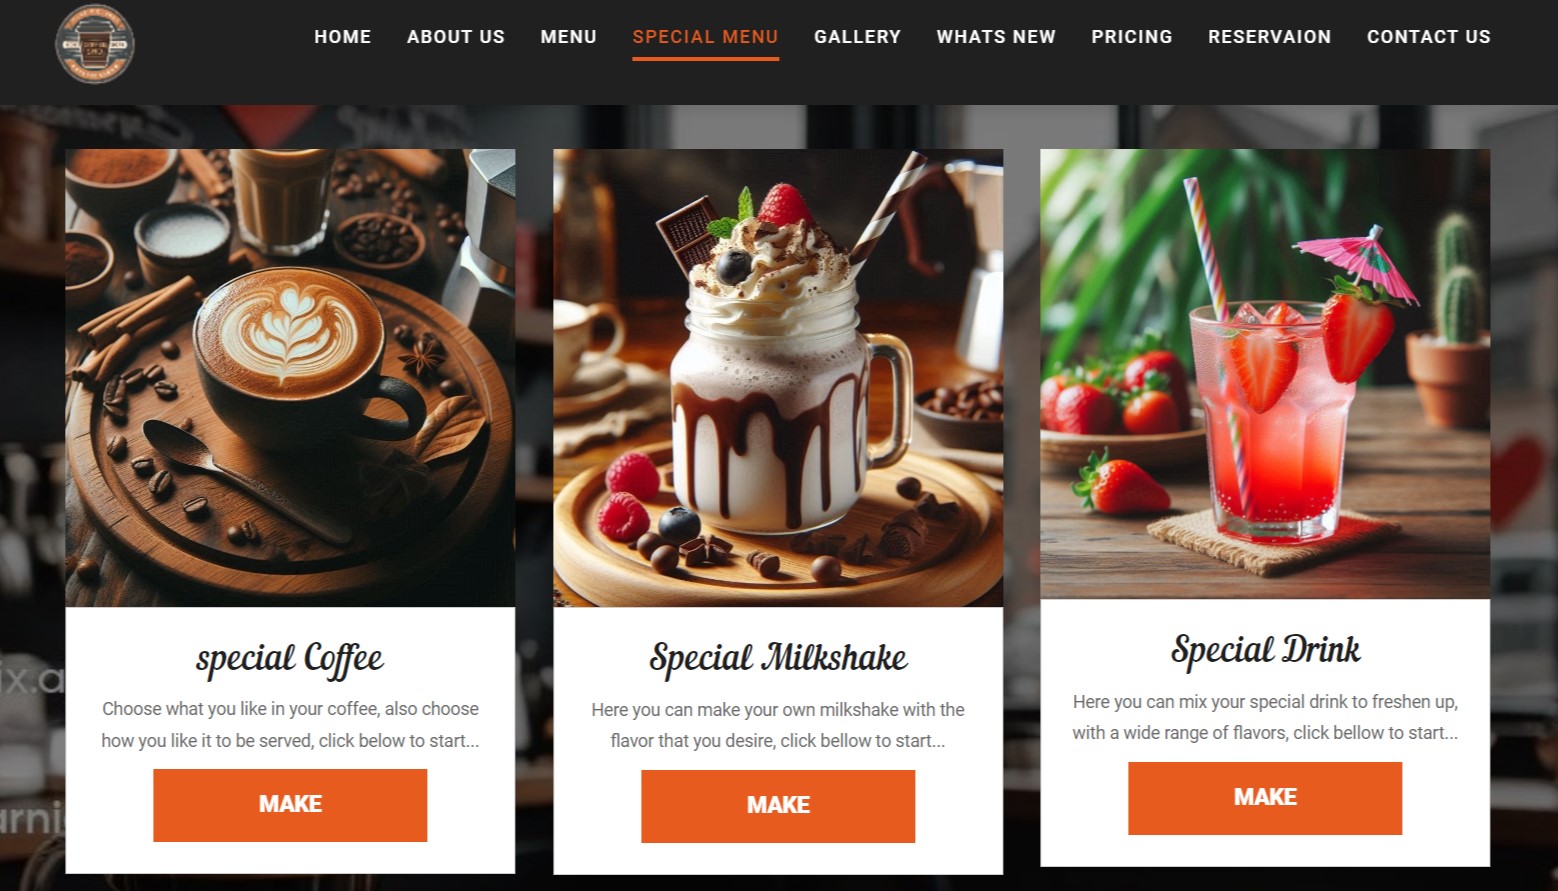 HOME ABOUT US MENU SPECIAL MENU GALLERY WHATS NEW PRICING RESERVAION CONTACT US
special Coffee
Choose what you like in your coffee, also choose
how you like it to be served, click below to start...
MAKE
Special Milkshake
Here you can make your own milkshake with the
flavor that you desire, click bellow to start...
MAKE
Special Drink
Here you can mix your special drink to freshen up,
with a wide range of flavors, click bellow to start...
MAKE